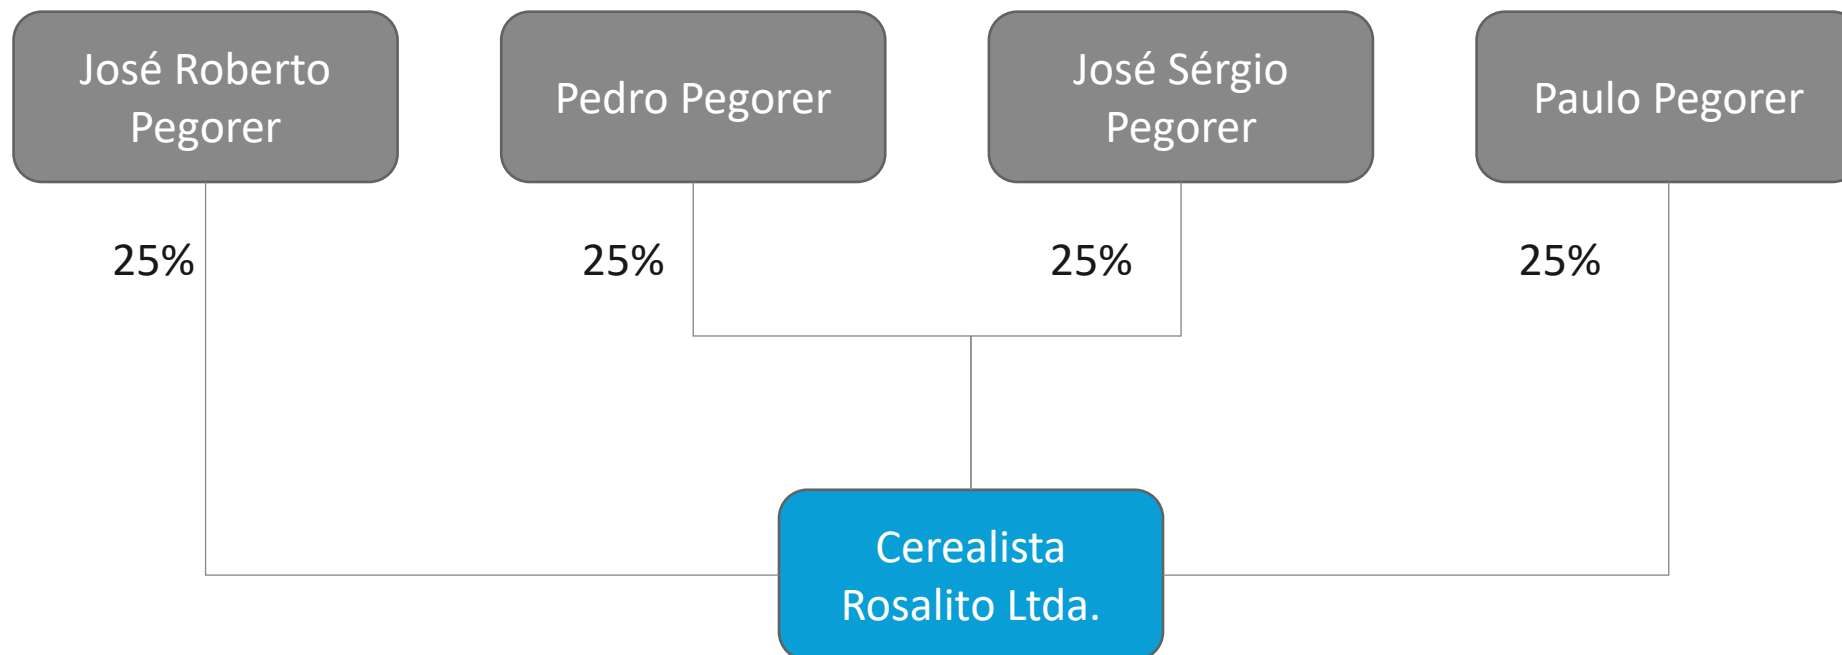 José Roberto
Pegorer
Pedro Pegorer
José Sérgio
Pegorer
Paulo Pegorer
25%
25%
25%
25%
Cerealista
Rosalito Ltda.